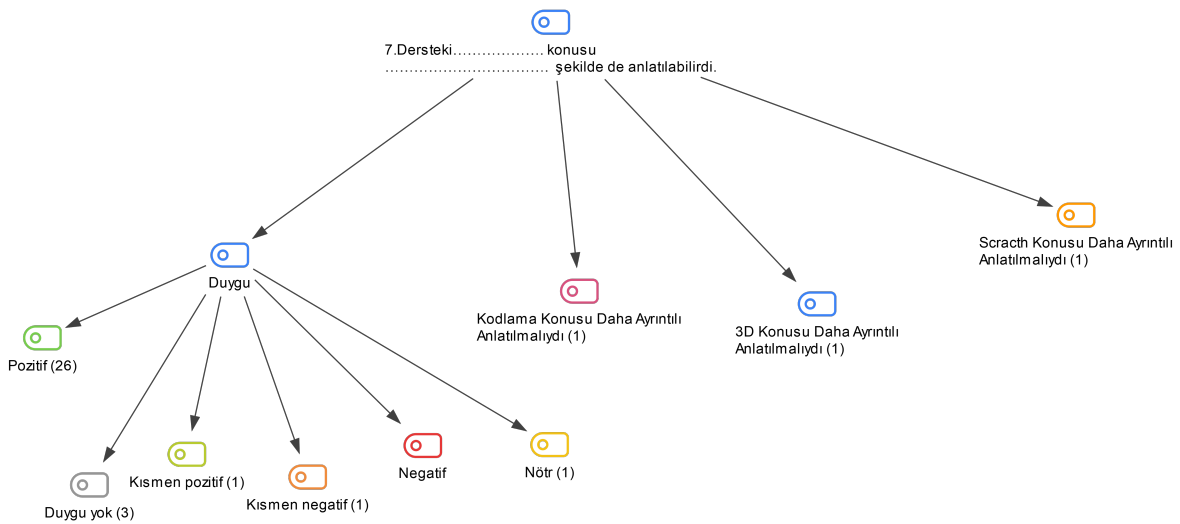 7.Dersteki................... konusu
.................................. şekilde de anlatılabilirdi.
Scracth Konusu Daha Ayrıntılı
Anlatılmalıydı (1)
Duygu
Kodlama Konusu Daha Ayrıntılı
Anlatılmalıydı (1)
3D Konusu Daha Ayrıntılı
Anlatılmalıydı (1)
Pozitif (26)
Negatif
Nötr (1)
Kısmen pozitif (1)
Kısmen negatif (1)
Duygu yok (3)